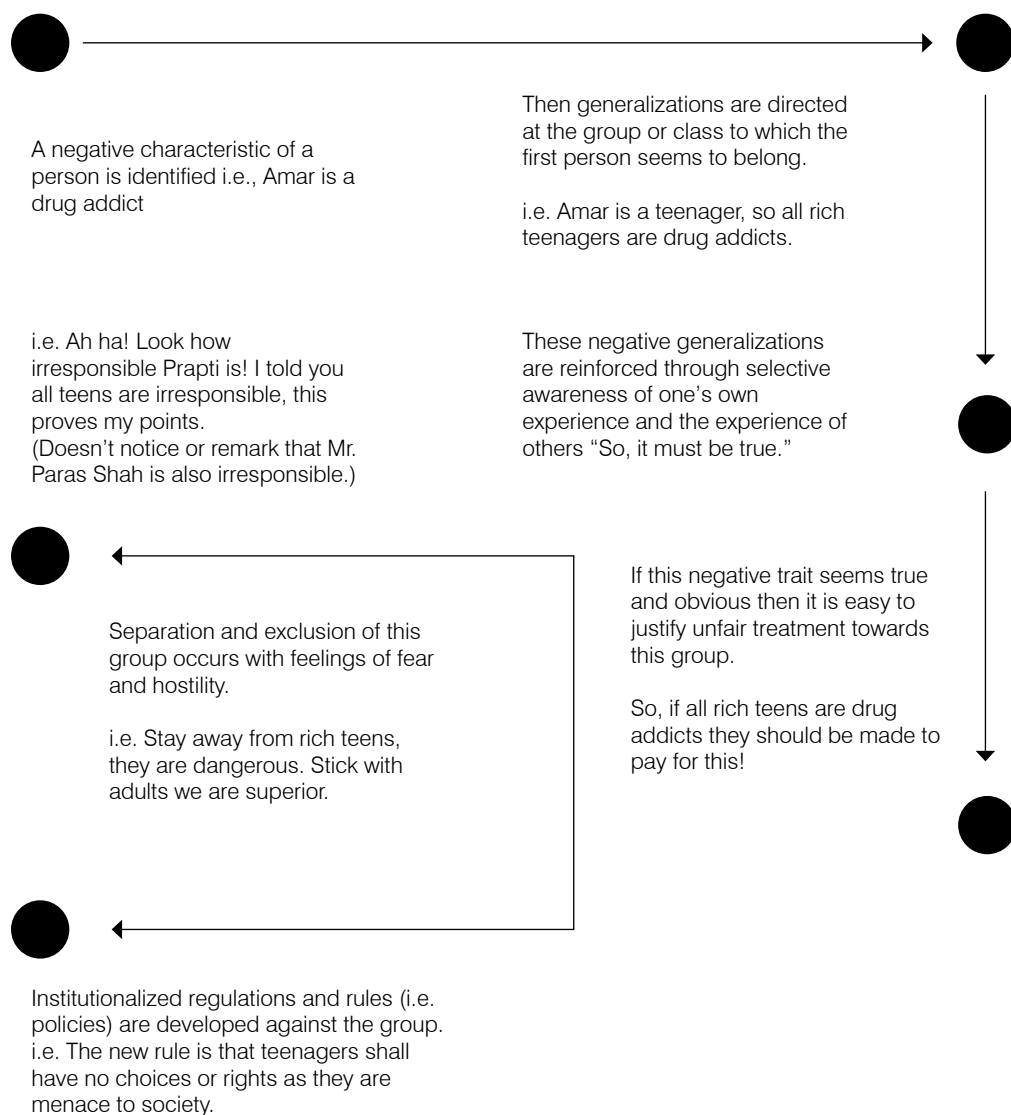 A negative characteristic of a
person is identified i.e., Amar is a
drug addict
Then generalizations are directed
at the group or class to which the
first person seems to belong.
i.e. Amar is a teenager, so all rich
teenagers are drug addicts.
These negative generalizations
are reinforced through selective
awareness of one’s own
experience and the experience of
others “So, it must be true.”
i.e. Ah ha! Look how
irresponsible Prapti is! I told you
all teens are irresponsible, this
proves my points.
(Doesn’t notice or remark that Mr.
Paras Shah is also irresponsible.)
If this negative trait seems true
and obvious then it is easy to
justify unfair treatment towards
this group.
So, if all rich teens are drug
addicts they should be made to
pay for this!
Separation and exclusion of this
group occurs with feelings of fear
and hostility.
i.e. Stay away from rich teens,
they are dangerous. Stick with
adults we are superior.
Institutionalized regulations and rules (i.e.
policies) are developed against the group.
i.e. The new rule is that teenagers shall
have no choices or rights as they are
menace to society.